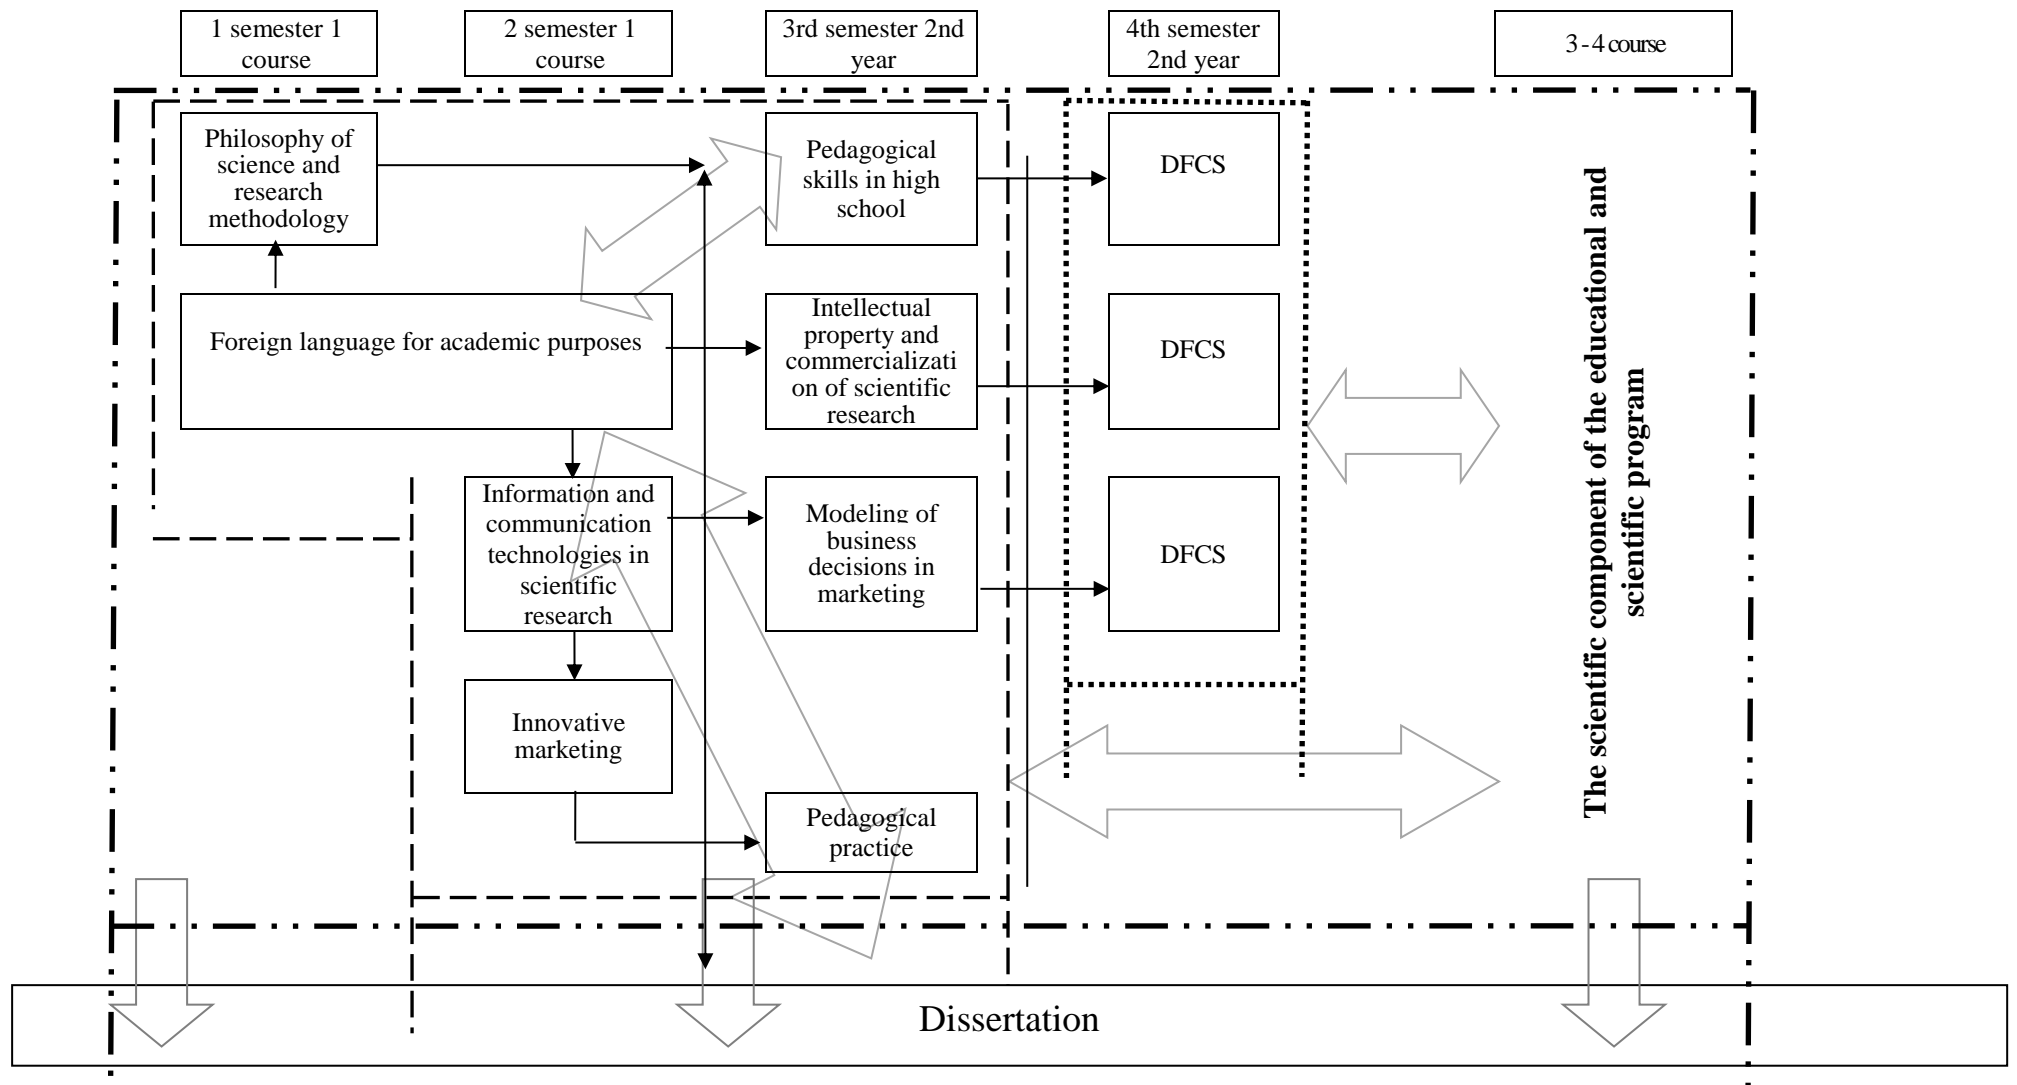 1 semester 1
course
2 semester 1
course
3rd semester 2nd
year
4th semester
2nd year
3-4 course
Philosophy of
science and
research
methodology
Pedagogical
skills in high
school
DFCS
Foreign language for academic purposes
Intellectual
property and
commercializati
on of scientific
research
DFCS
Information and
communication
technologies in
scientific
research
Modeling of
business
decisions in
marketing
DFCS
Innovative
marketing
Pedagogical
practice
The scientific component of the educational and
scientific program
Dissertation